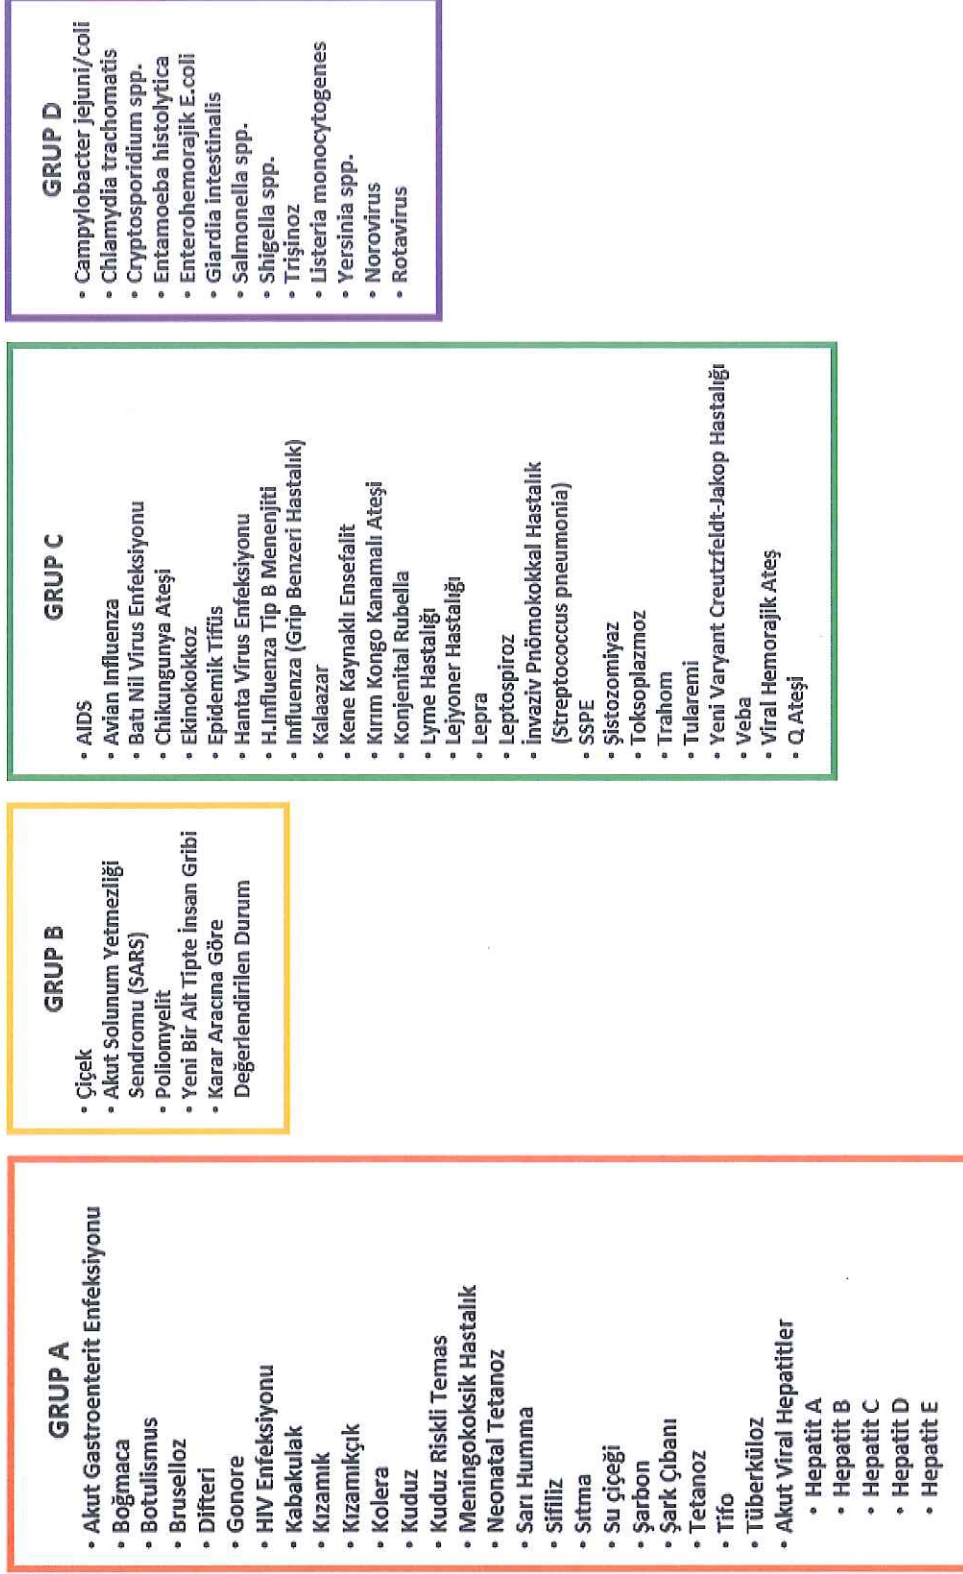 GRUP A
• Akut Gastroenterit Enfeksiyonu
• Boğmaca
• Botulismus
• Bruselloz
• Difteri
• Gonore
• HIV Enfeksiyonu
• Kabakulak
• Kızamık
• Kızamıkçık
• Kolera
• Kuduz
• Kuduz Riskli Temas
• Meningokoksik Hastalık
• Neonatal Tetanoz
• Sarı Humma
• Sifiliz
• Sıtma
• Su çiçeği
• Şarbon
• Şark Çıbanı
• Tetanoz
• Tifo
• Tüberküloz
• Akut Viral Hepatitler
• Hepatit A
• Hepatit B
• Hepatit C
• Hepatit D
• Hepatit E
GRUP B
• Çiçek
• Akut Solunum Yetmezliği
Sendromu (SARS)
• Poliomyelit
• Yeni Bir Alt Tipte İnsan Gribi
• Karar Aracına Göre
Değerlendirilen Durum
GRUP C
• AIDS
• Avian Influenza
• Batı Nil Virus Enfeksiyonu
• Chikungunya Ateşi
• Ekinokokkoz
• Epidemik Tifüs
• Hanta Virus Enfeksiyonu
• H.Influenza Tip B Menenjiti
• Influenza (Grip Benzeri Hastalık)
• Kalaazar
• Kene Kaynaklı Ensefalit
• Kırım Kongo Kanamalı Ateşi
• Konjenital Rubella
• Lyme Hastalığı
• Lejyoner Hastalığı
• Lepra
• Leptospiroz
• İnvaziv Pnömokokkal Hastalık
(Streptococcus pneumonia)
• SSPE
• Şistozomiyaz
• Toksoplazmoz
• Trahom
• Tularemi
• Yeni Varyant Creutzfeldt-Jakop Hastalığı
• Veba
• Viral Hemorajik Ateş
• Q Ateşi
GRUP D
• Campylobacter jejuni/coli
• Chlamydia trachomatis
• Cryptosporidium spp.
• Entamoeba histolytica
• Enterohemorajik E.coli
• Giardia intestinalis
• Salmonella spp.
• Shigella spp.
• Trişinoz
• Listeria monocytogenes
• Yersinia spp.
• Norovirus
• Rotavirus